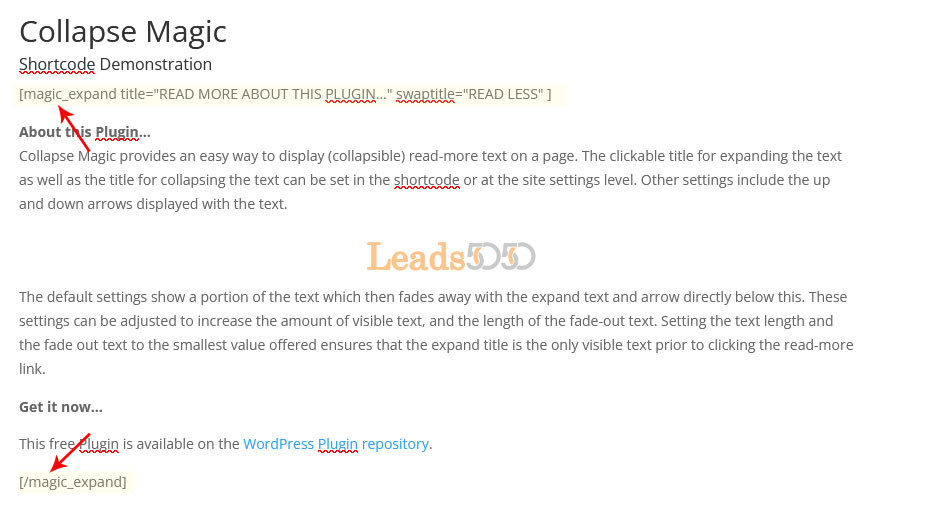 Collapse Magic
Shortcode Demonstration
[magic_expand title="READ MORE ABOUT THIS PLUGIN..." swaptitle="READ LESS" ]
About this Plugin...
Collapse Magic provides an easy way to display (collapsible) read-more text on a page. The clickable title for expanding the text
as well as the title for collapsing the text can be set in the shortcode or at the site settings level. Other settings include the up
and down arrows displayed with the text.
Leads5050
The default settings show a portion of the text which then fades away with the expand text and arrow directly below this. These
settings can be adjusted to increase the amount of visible text, and the length of the fade-out text. Setting the text length and
the fade out text to the smallest value offered ensures that the expand title is the only visible text prior to clicking the read-more
link.
Get it now...
This free Plugin is available on the WordPress Plugin repository.
[/magic_expand]